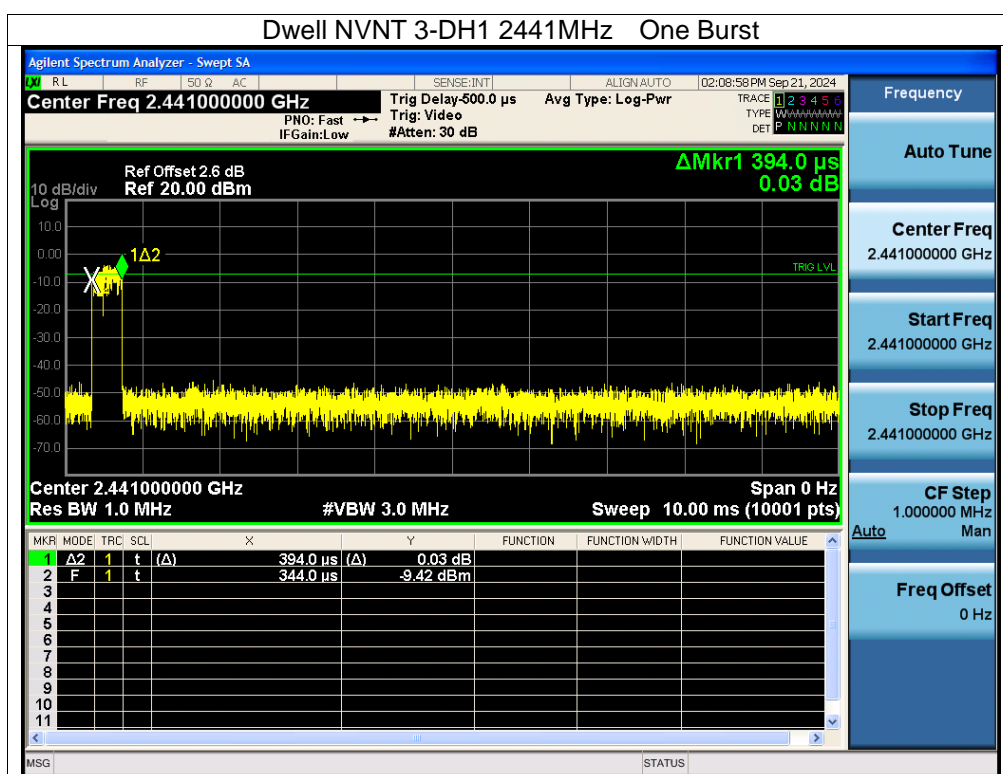 Dwell NVNT 3-DH1 2441MHz One Burst
Agilent Spectrum Analyzer - Swept SA
LXI RL RF 50 Ω AC SENSE:INT ALIGN AUTO 02:08:58 PM Sep 21, 2024
Center Freq 2.441000000 GHz
PNO: Fast
IFGain:Low
Trig Delay-500.0 µs
Trig: Video
#Atten: 30 dB
Avg Type: Log-Pwr
TRACE 1 2 3 4 5 6
TYPE WWWWWW
DET P N N N N N
Frequency
Auto Tune
Center Freq
2.441000000 GHz
Start Freq
2.441000000 GHz
Stop Freq
2.441000000 GHz
CF Step
1.000000 MHz
Auto Man
Freq Offset
0 Hz
ΔMkr1 394.0 µs
0.03 dB
Ref Offset 2.6 dB
10 dB/div Ref 20.00 dBm
Log
10.0
0.00
-10.0
-20.0
-30.0
-40.0
-50.0
-60.0
-70.0
1Δ2
TRIG LVL
Center 2.441000000 GHz Span 0 Hz
Res BW 1.0 MHz #VBW 3.0 MHz Sweep 10.00 ms (10001 pts)
MKR MODE TRC SCL X Y FUNCTION FUNCTION WIDTH FUNCTION VALUE
1 Δ2 1 t (Δ) 394.0 µs (Δ) 0.03 dB
2 F 1 t 344.0 µs -9.42 dBm
3
4
5
6
7
8
9
10
11
MSG STATUS